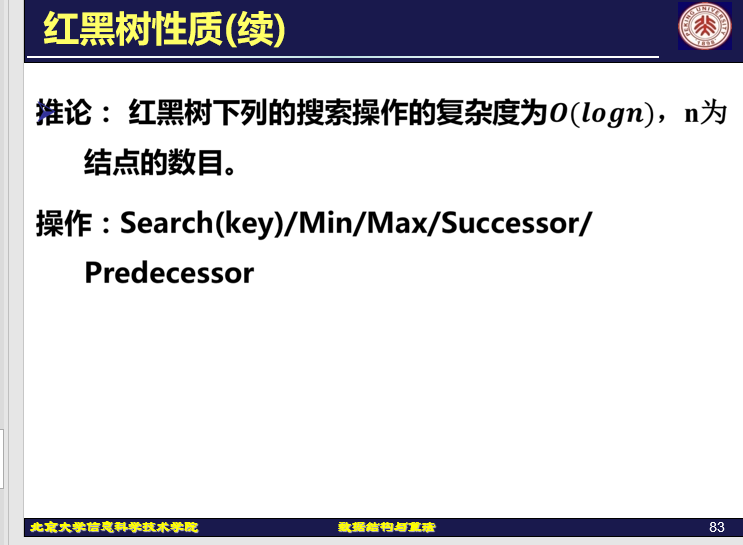 红黑树性质(续)
推论： 红黑树下列的搜索操作的复杂度为O(logn)，n为
结点的数目。
操作：Search(key)/Min/Max/Successor/
Predecessor
北京大学信息科学技术学院 数据结构与算法 83
PEKING UNIVERSITY
1898